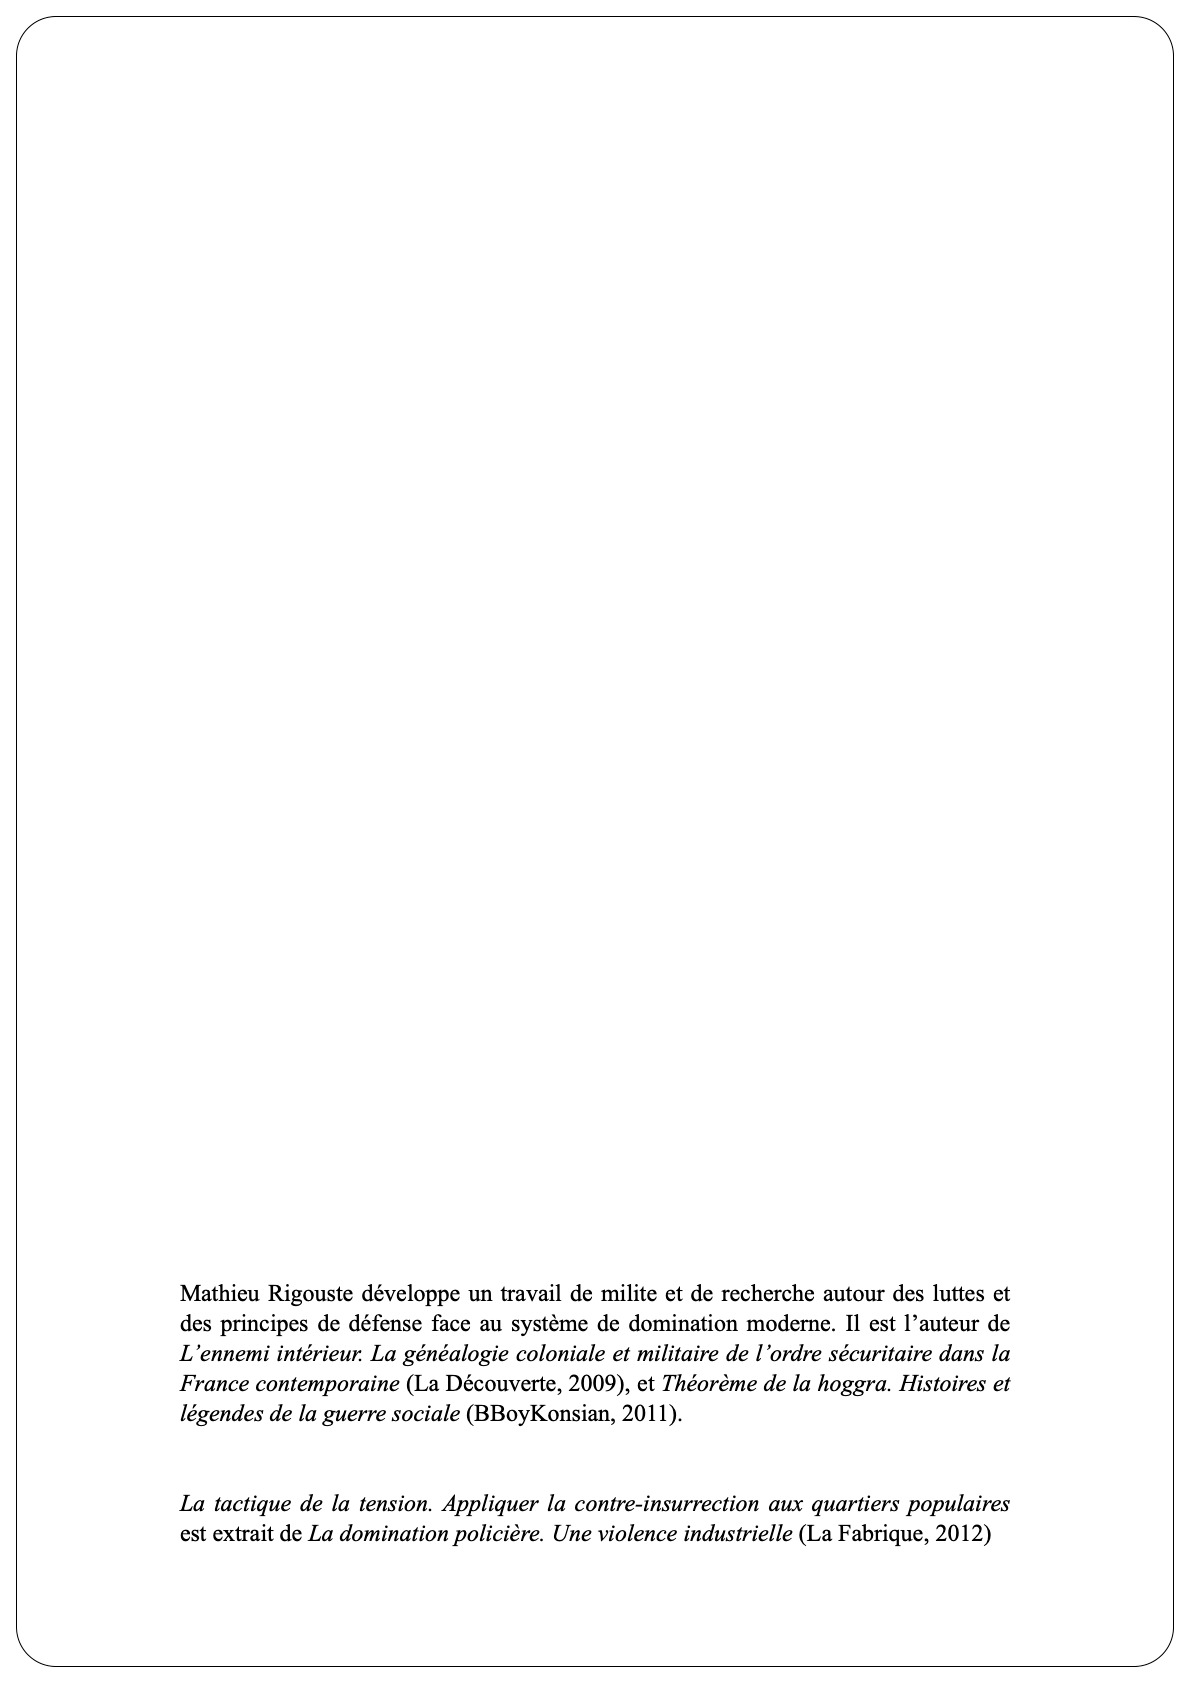 Mathieu Rigouste développe un travail de milite et de recherche autour des luttes et
des principes de défense face au système de domination moderne. Il est l’auteur de
L’ennemi intérieur. La généalogie coloniale et militaire de l’ordre sécuritaire dans la
France contemporaine (La Découverte, 2009), et Théorème de la hoggra. Histoires et
légendes de la guerre sociale (BBoyKonsian, 2011).
La tactique de la tension. Appliquer la contre-insurrection aux quartiers populaires
est extrait de La domination policière. Une violence industrielle (La Fabrique, 2012)